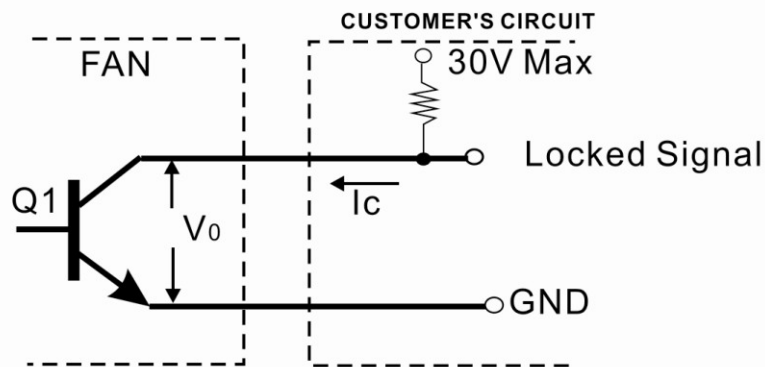 CUSTOMER'S CIRCUIT
FAN
30V Max
Locked Signal
Q1
Ic
V0
GND